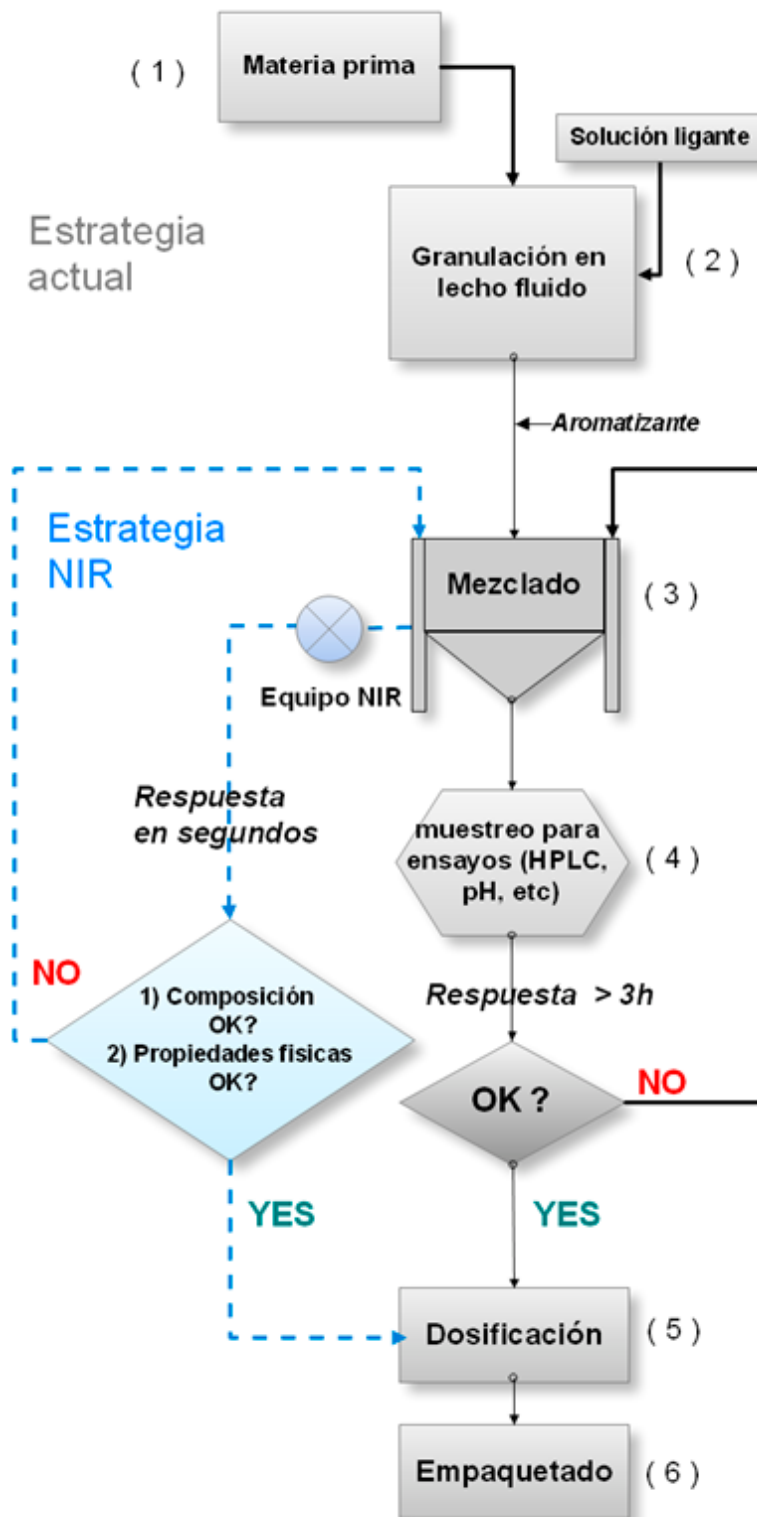 ( 1 )
Materia prima
Solución ligante
Estrategia
actual
Granulación en
lecho fluido
( 2 )
Aromatizante
Estrategia
NIR
Mezclado
( 3 )
Equipo NIR
Respuesta
en segundos
muestreo para
ensayos (HPLC,
pH, etc)
( 4 )
NO
1) Composición
OK?
2) Propiedades fisicas
OK?
Respuesta > 3h
OK ?
NO
YES
YES
Dosificación
( 5 )
Empaquetado
( 6 )